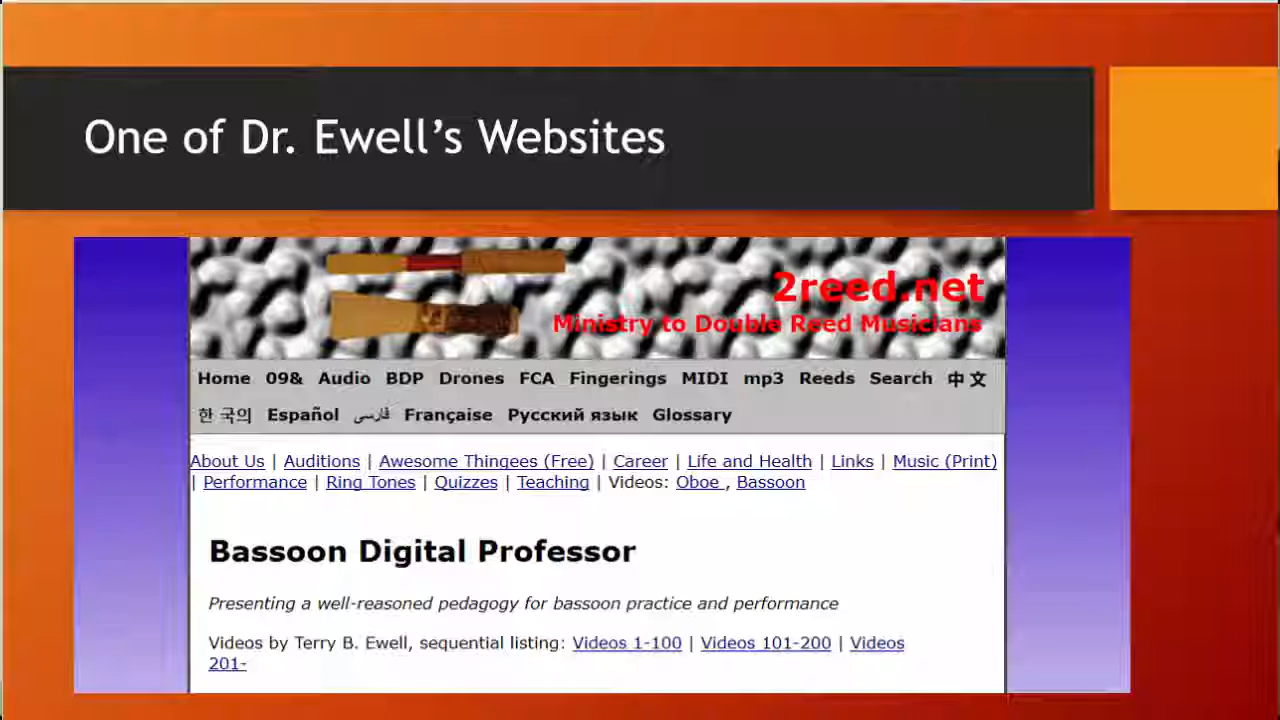 One of Dr. Ewell’s Websites
2reed.net
Ministry to Double Reed Musicians
Home 09& Audio BDP Drones FCA Fingerings MIDI mp3 Reeds Search 中文
한국의 Español فارسی Française Русский язык Glossary
About Us | Auditions | Awesome Thingees (Free) | Career | Life and Health | Links | Music (Print)
| Performance | Ring Tones | Quizzes | Teaching | Videos: Oboe , Bassoon
Bassoon Digital Professor
Presenting a well-reasoned pedagogy for bassoon practice and performance
Videos by Terry B. Ewell, sequential listing: Videos 1-100 | Videos 101-200 | Videos
201-